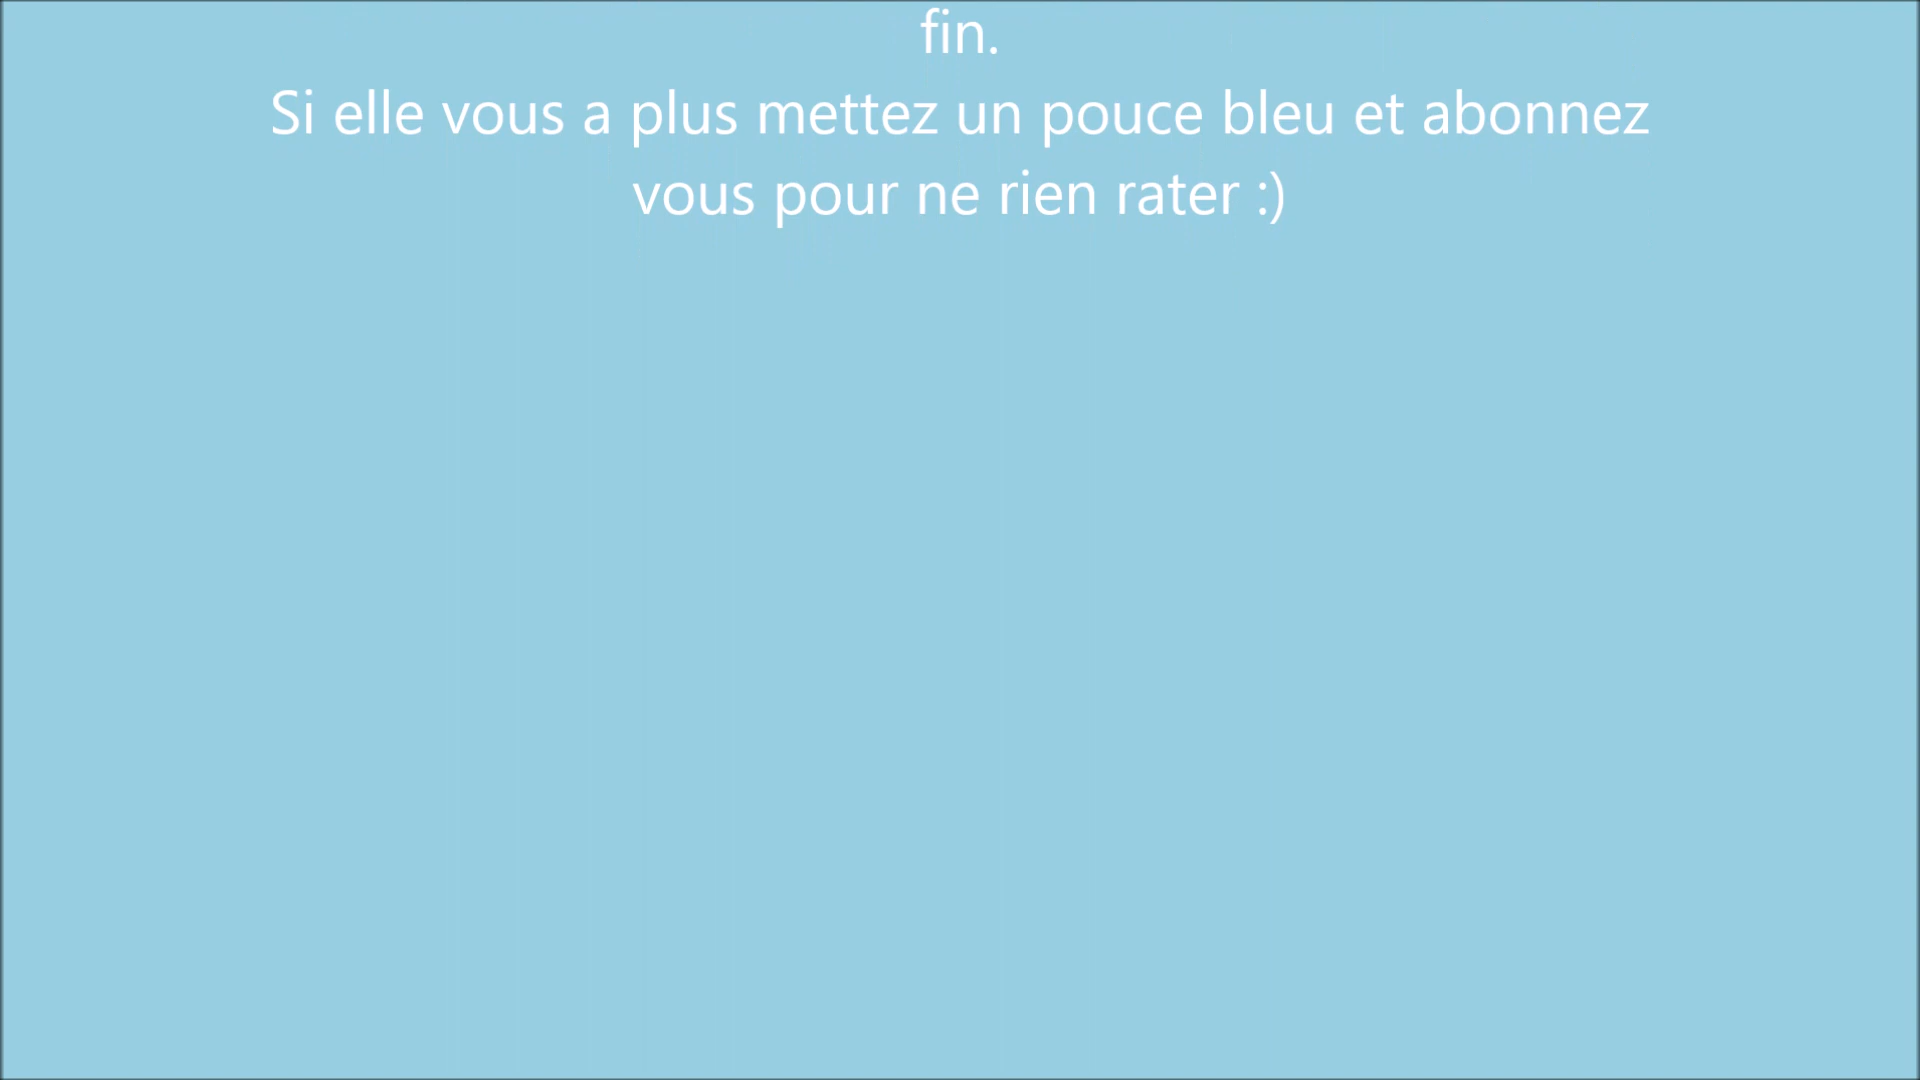 fin.
Si elle vous a plus mettez un pouce bleu et abonnez
vous pour ne rien rater :)